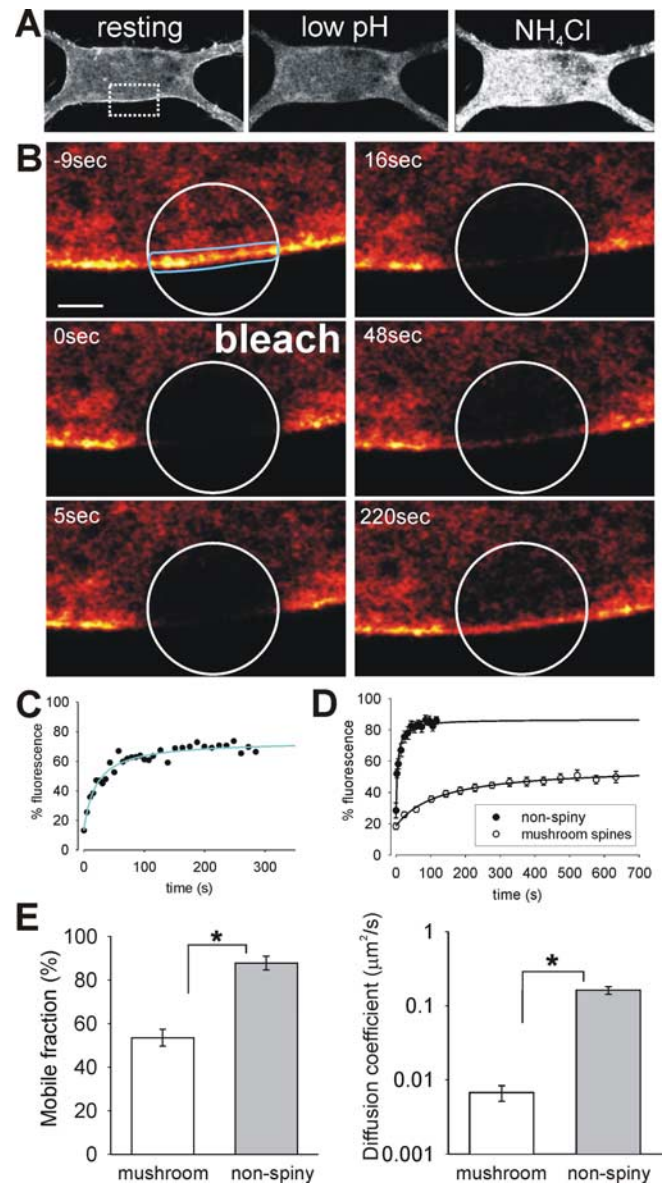 A
resting
low pH
NH₄Cl
B
-9sec
16sec
0sec
bleach
48sec
5sec
220sec
C
% fluorescence
100
80
60
40
20
0
0 100 200 300
time (s)
D
% fluorescence
100
80
60
40
20
0
non-spiny
mushroom spines
0 100 200 300 400 500 600 700
time (s)
E
Mobile fraction (%)
100
80
60
40
20
0
*
mushroom non-spiny
Diffusion coefficient (µm²/s)
1
0.1
0.01
0.001
*
mushroom non-spiny